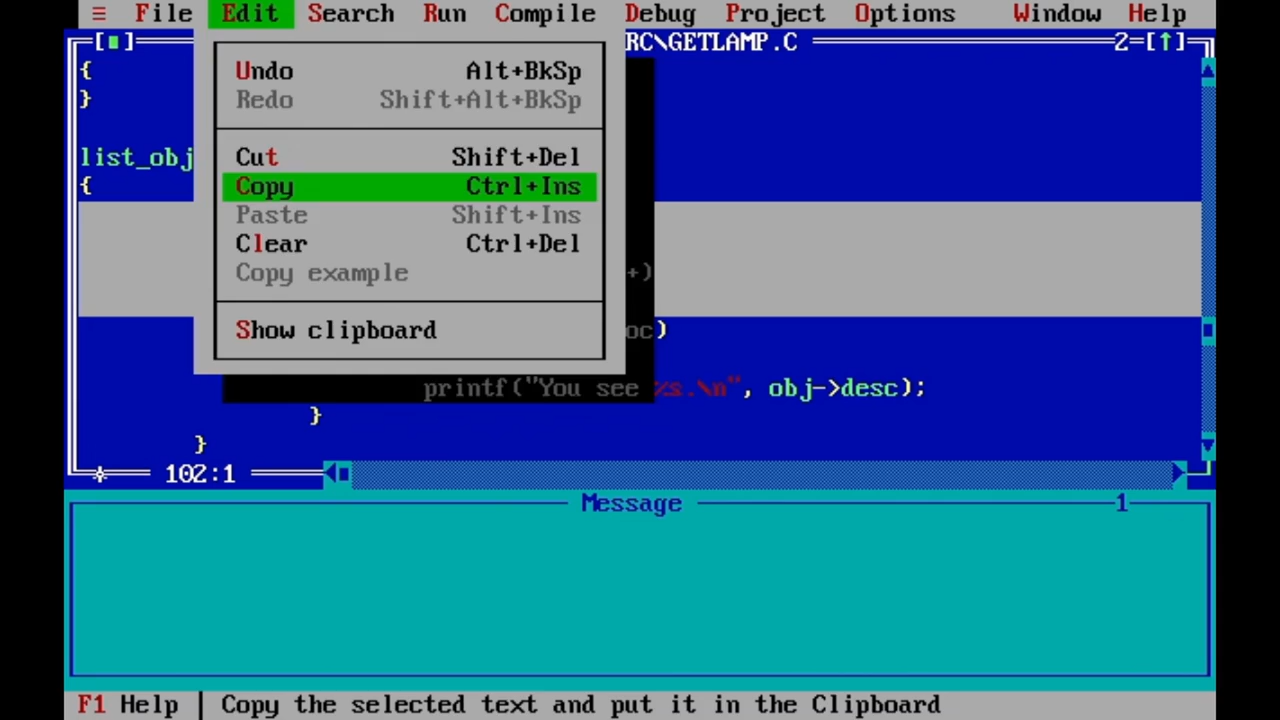 ≡ File Edit Search Run Compile Debug Project Options Window Help
[■] RC\GETLAMP.C 2=[↑]
{
Undo Alt+BkSp
}
Redo Shift+Alt+BkSp
list_obj
Cut Shift+Del
{
Copy Ctrl+Ins
Paste Shift+Ins
Clear Ctrl+Del
Copy example
+)
Show clipboard
oc)
printf("You see %s.\n", obj->desc);
}
}
102:1
Message 1
F1 Help | Copy the selected text and put it in the Clipboard